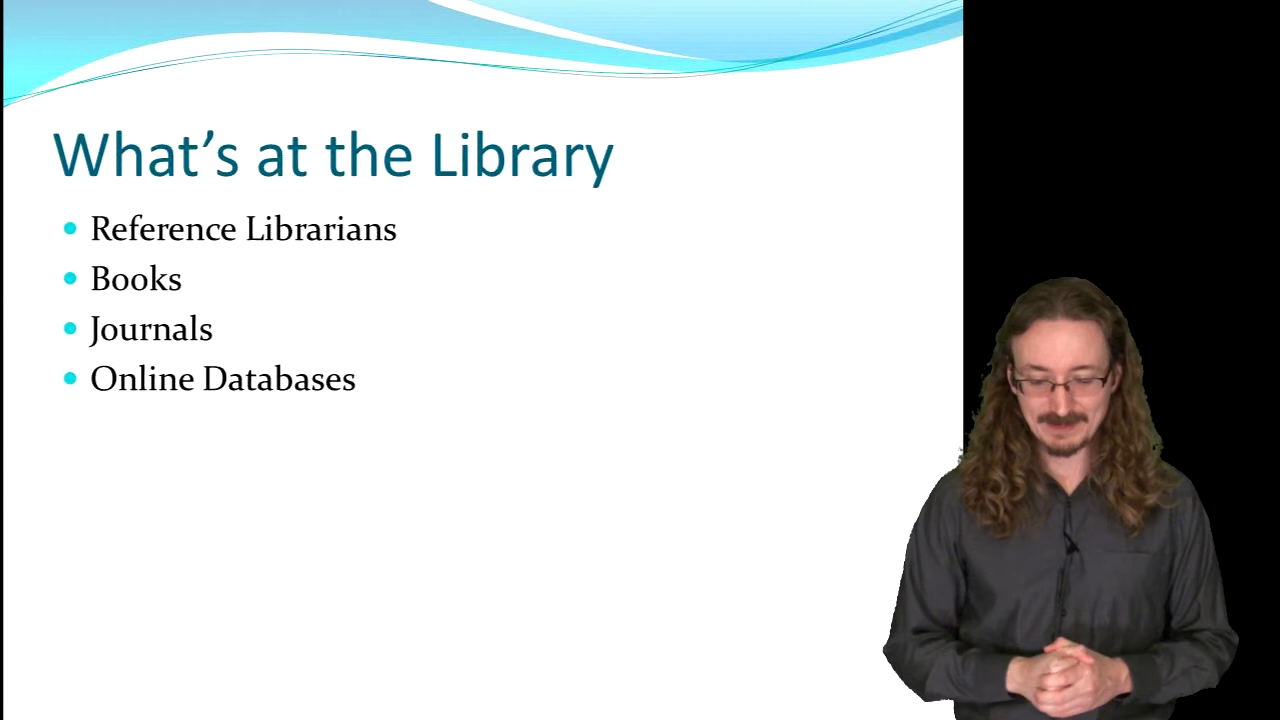 What’s at the Library
Reference Librarians
Books
Journals
Online Databases